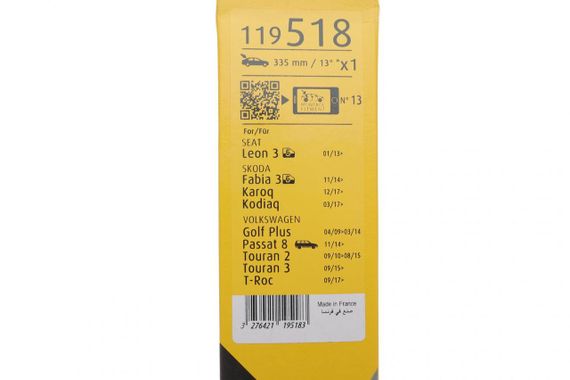 119 518
335 mm / 13" x1
N° 13
For/Für
SEAT
Leon 3 01/13>
SKODA
Fabia 3 11/14>
Karoq 12/17>
Kodiaq 03/17>
VOLKSWAGEN
Golf Plus 04/09>03/14
Passat 8 11/14>
Touran 2 09/10>08/15
Touran 3 09/15>
T-Roc 09/17>
Made in France
صنع في فرنسا
3 276421 195183